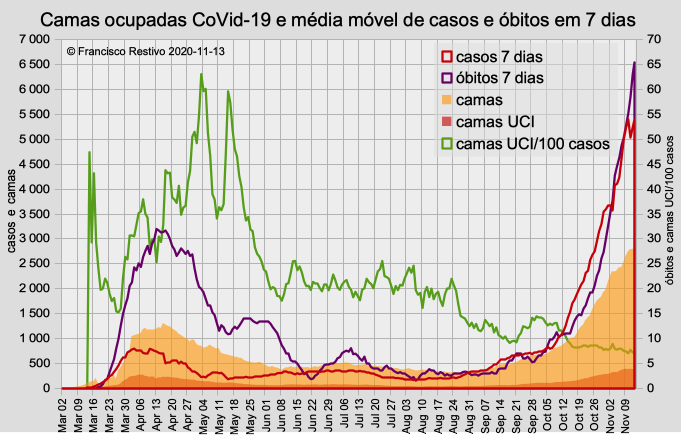 Camas ocupadas CoVid-19 e média móvel de casos e óbitos em 7 dias
© Francisco Restivo 2020-11-13
casos 7 dias
óbitos 7 dias
camas
camas UCI
camas UCI/100 casos
casos e camas
7 000
6 500
6 000
5 500
5 000
4 500
4 000
3 500
3 000
2 500
2 000
1 500
1 000
500
0
70
65
60
55
50
45
40
35
30
25
20
15
10
5
0
óbitos e camas UCI/100 casos
Mar 02
Mar 09
Mar 16
Mar 23
Mar 30
Apr 06
Apr 13
Apr 20
Apr 27
May 04
May 11
May 18
May 25
Jun 01
Jun 08
Jun 15
Jun 22
Jun 29
Jul 06
Jul 13
Jul 20
Jul 27
Aug 03
Aug 10
Aug 17
Aug 24
Aug 31
Sep 07
Sep 14
Sep 21
Sep 28
Oct 05
Oct 12
Oct 19
Oct 26
Nov 02
Nov 09